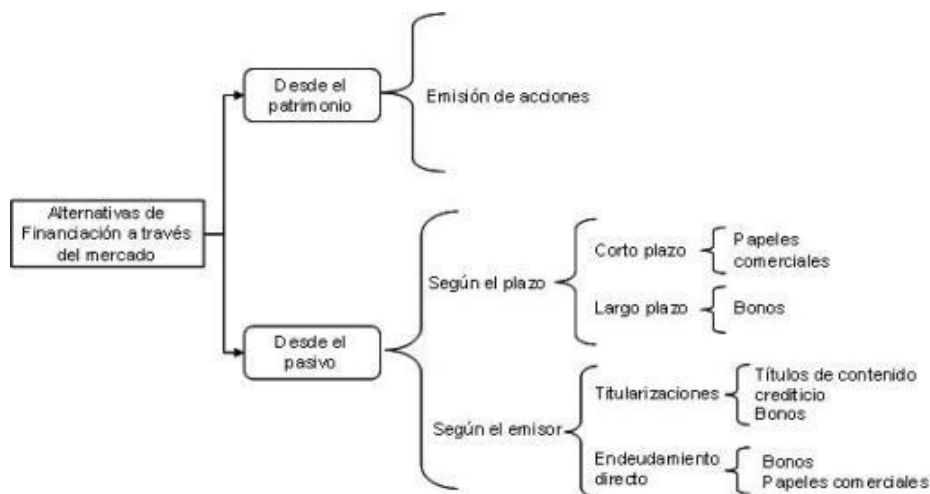 Desde el
patrimonio
Emisión de acciones
Alternativas de
Financiación a través
del mercado
Desde el
pasivo
Según el plazo
Corto plazo
Papeles
comerciales
Largo plazo
Bonos
Según el emisor
Titularizaciones
Títulos de contenido
crediticio
Bonos
Endeudamiento
directo
Bonos
Papeles comerciales